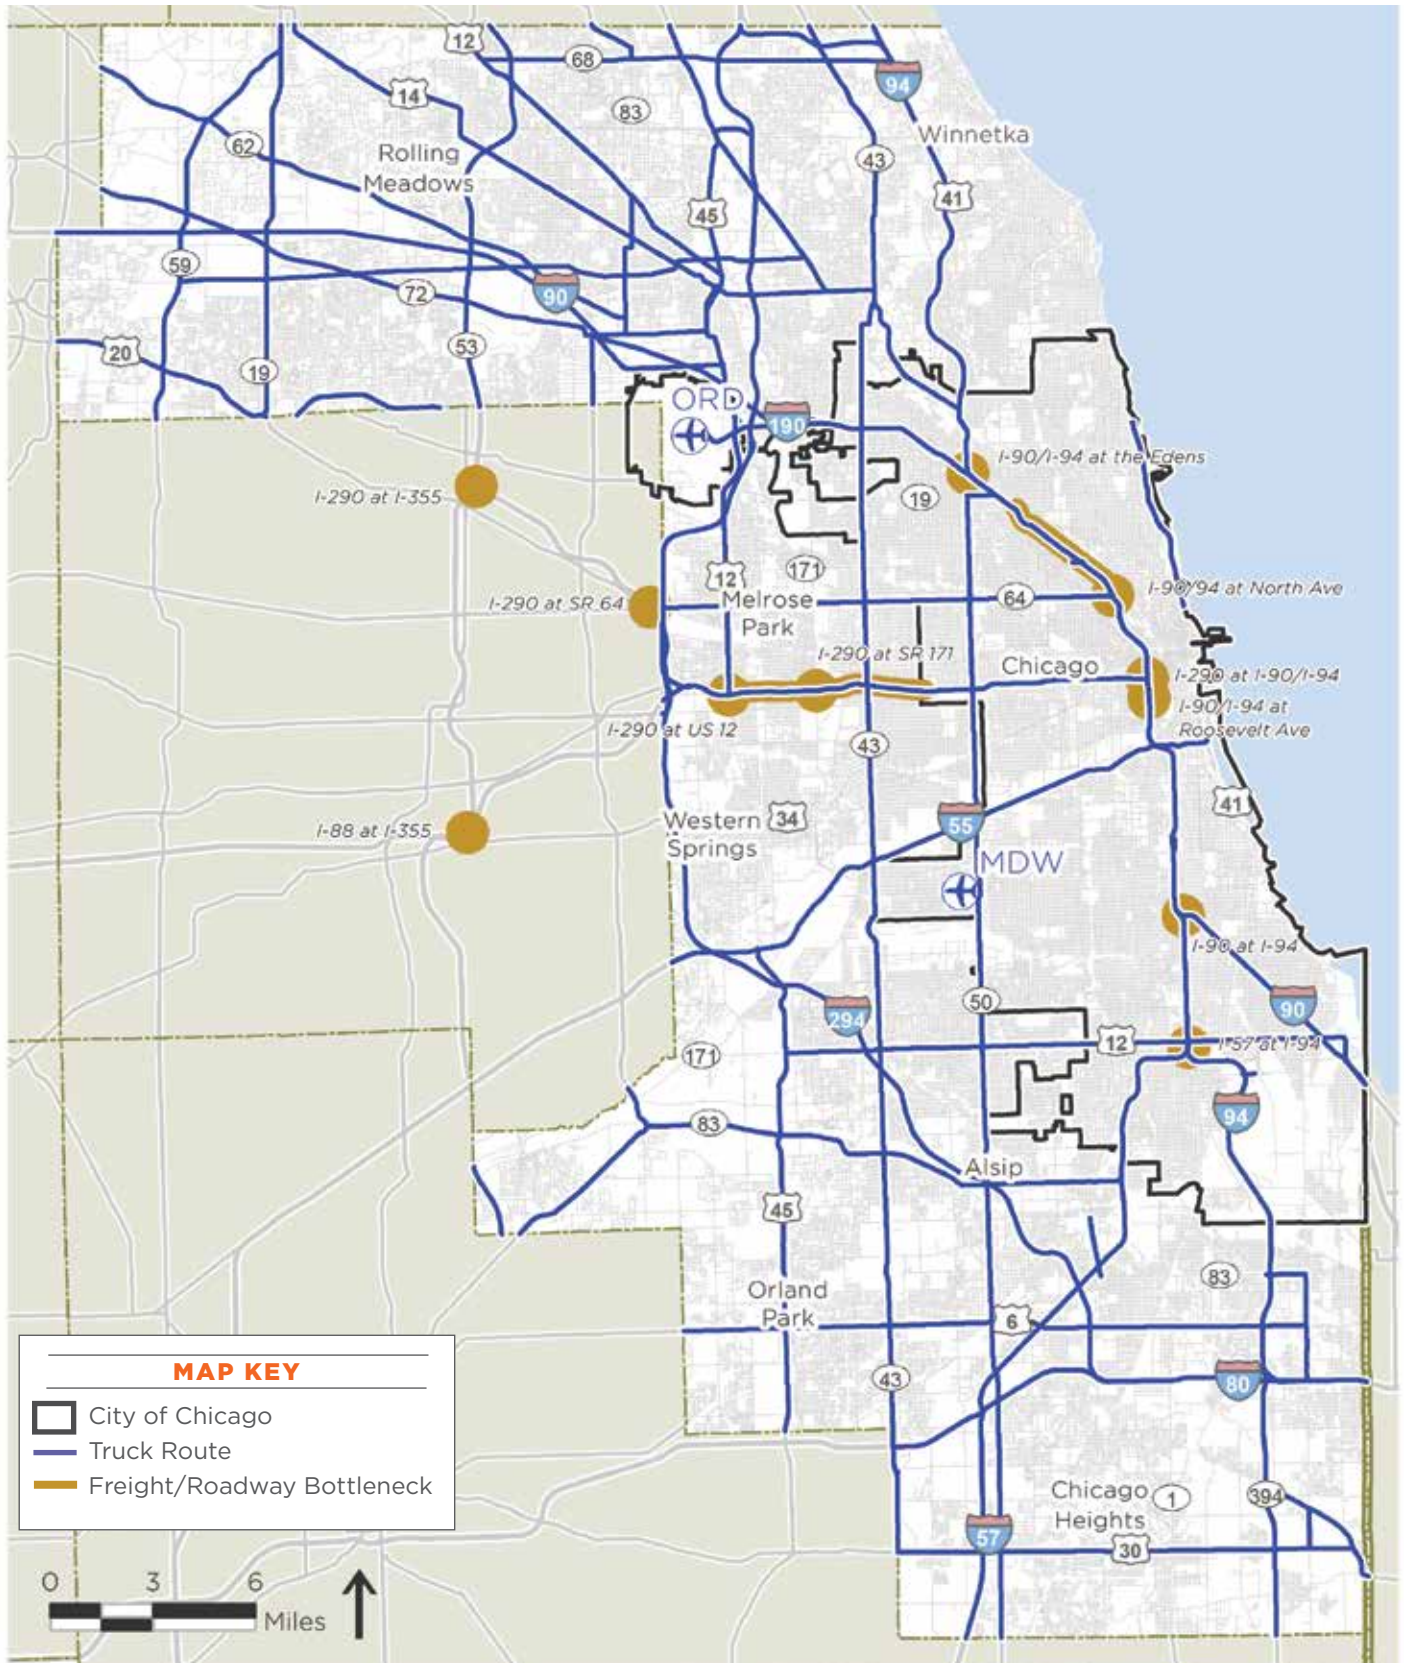 12
68
94
14
83
62
43
Winnetka
Rolling
Meadows
41
45
59
90
72
20
53
19
ORD
190
I-90/I-94 at the Edens
I-290 at I-355
19
12
171
I-90/94 at North Ave
I-290 at SR 64
Melrose
Park
64
I-290 at SR 171
Chicago
I-290 at I-90/I-94
I-90/I-94 at
Roosevelt Ave
I-290 at US 12
43
41
Western
Springs
34
55
I-88 at I-355
MDW
I-90 at I-94
50
90
294
12
I-57 at I-94
171
94
83
Alsip
45
83
Orland
Park
6
43
80
MAP KEY
City of Chicago
Truck Route
Freight/Roadway Bottleneck
Chicago
Heights
1
394
57
30
0 3 6
Miles